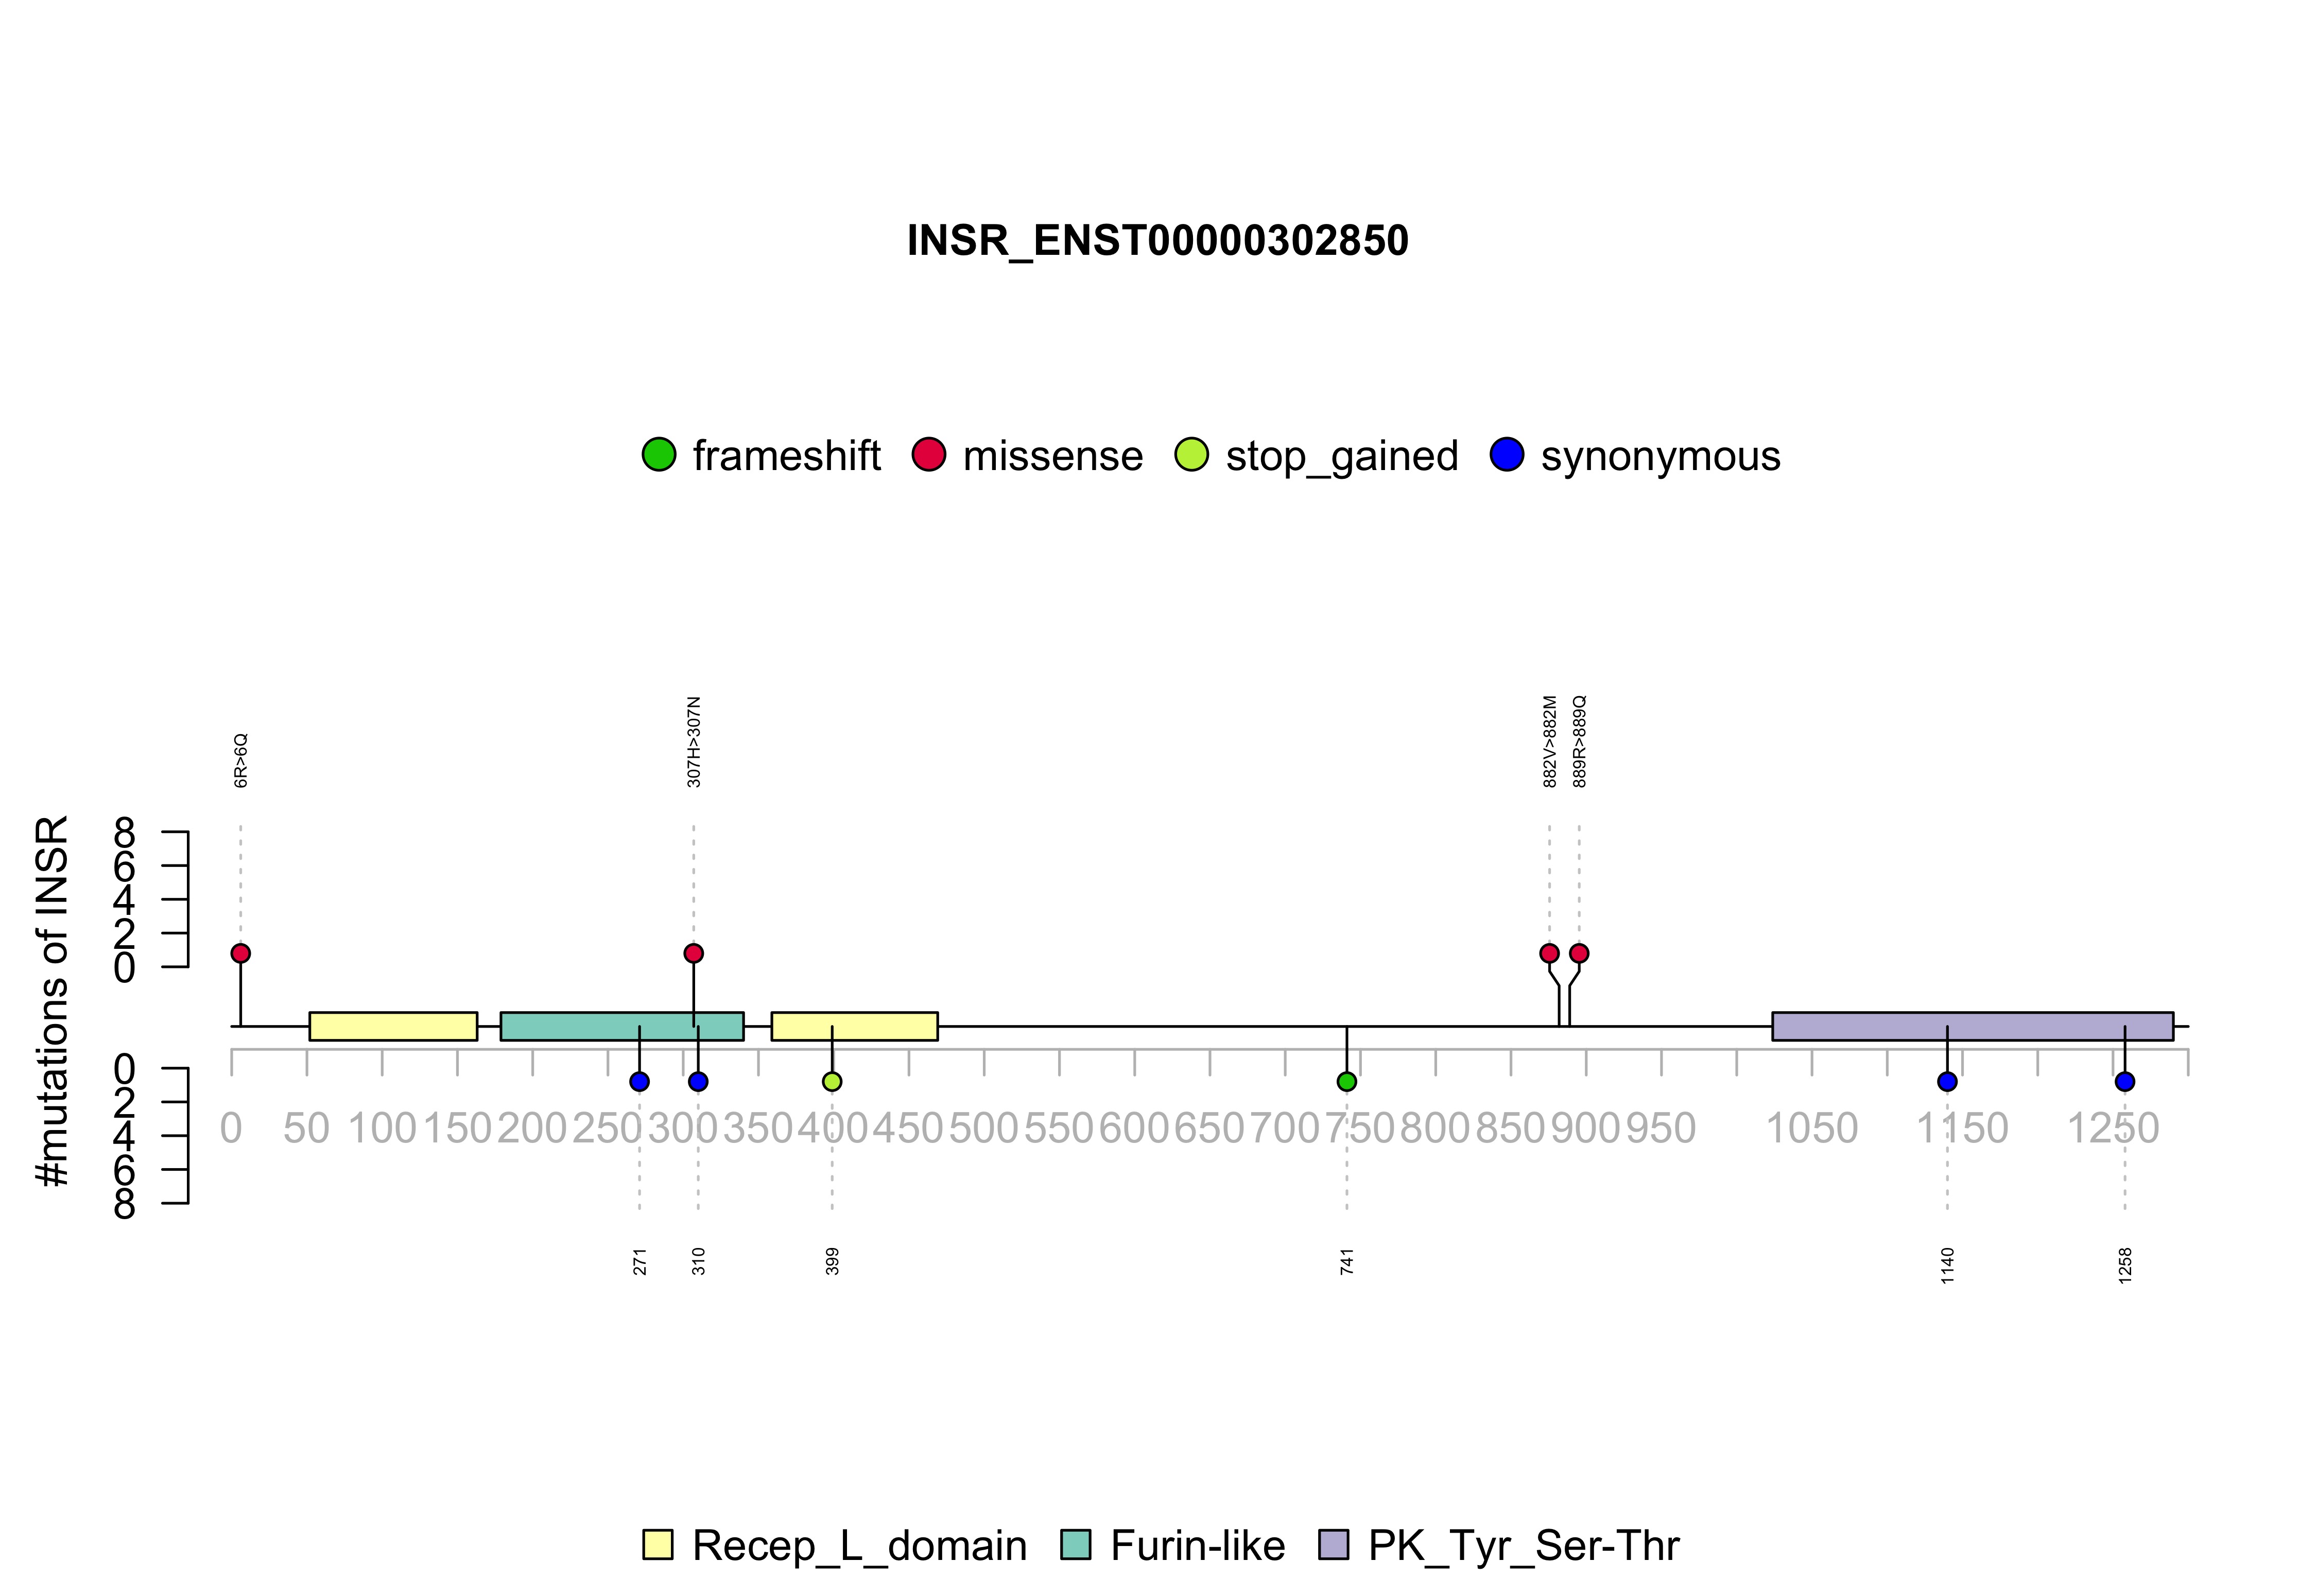 INSR_ENST00000302850
frameshift missense stop_gained synonymous
6R>6Q 307H>307N 882V>882M 889R>889Q
#mutations of INSR
8
6
4
2
0
0
2
4
6
8
0 50 100 150 200 250 300 350 400 450 500 550 600 650 700 750 800 850 900 950 1050 1150 1250
271 310 399 741 1140 1258
Recep_L_domain Furin-like PK_Tyr_Ser-Thr